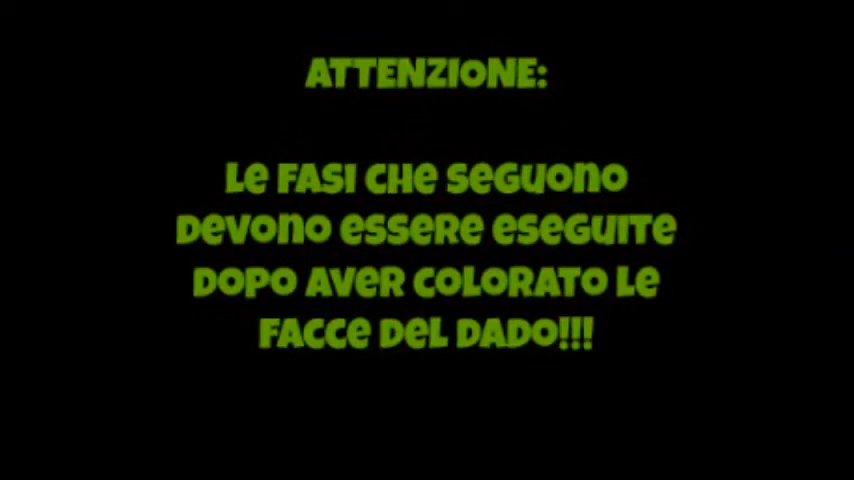 ATTENZIONE:
Le FASI CHe SeGUONO
DeVONO eSSeRe eSeGUITe
DOPO AVeR COLORATO Le
FACCe DeL DADO!!!